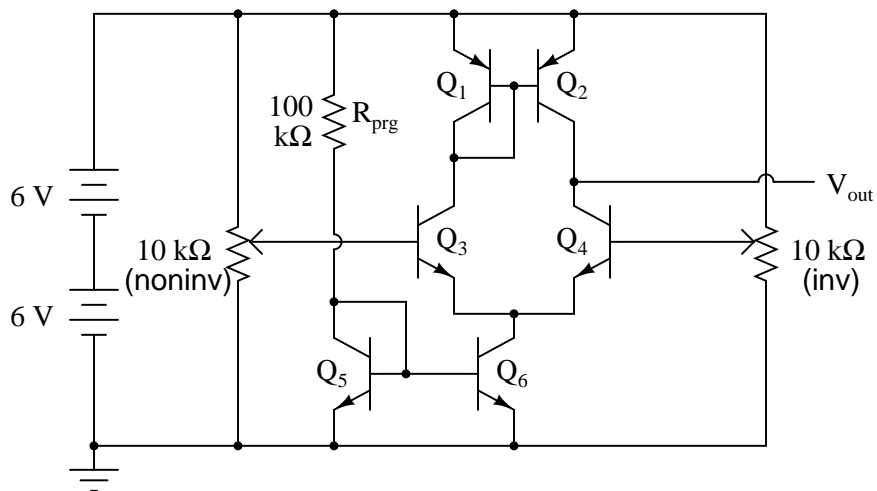 Q1
Q2
100
kΩ
Rprg
6 V
Vout
Q3
Q4
10 kΩ
(noninv)
10 kΩ
(inv)
6 V
Q5
Q6